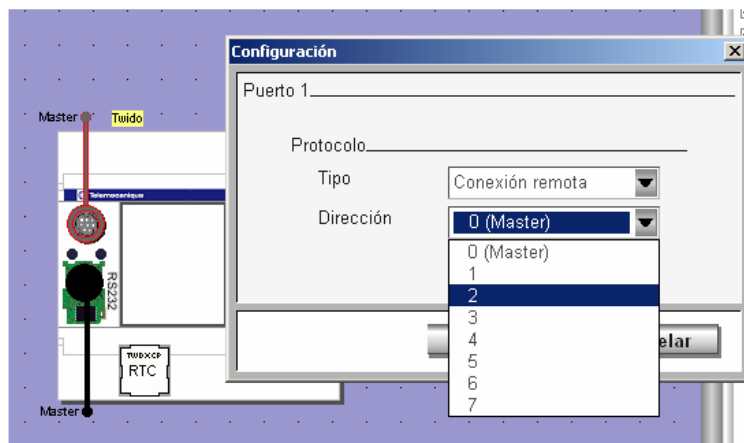 Configuración
Puerto 1
Master
Twido
Protocolo
Telemecanique
Tipo
Conexión remota
Dirección
0 (Master)
0 (Master)
1
2
3
4
5
6
7
RS232
TWDXCP
RTC
elar
Master